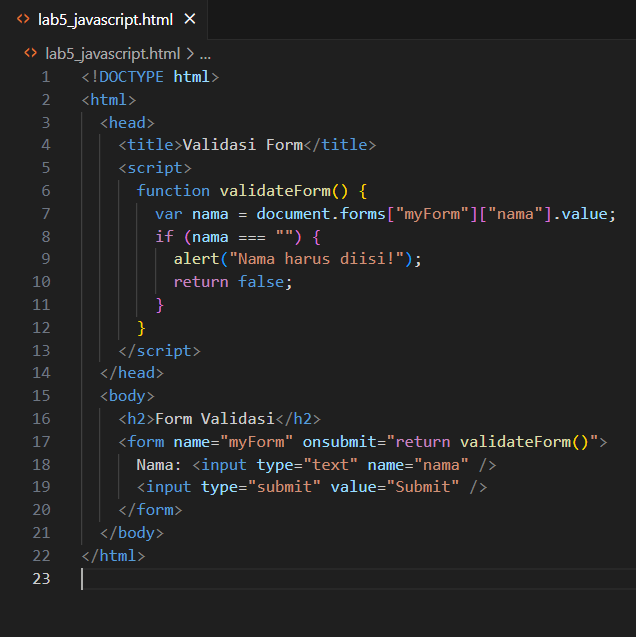 <> lab5_javascript.html ×
<> lab5_javascript.html > ...
1 <!DOCTYPE html>
2 <html>
3   <head>
4     <title>Validasi Form</title>
5     <script>
6       function validateForm() {
7         var nama = document.forms["myForm"]["nama"].value;
8         if (nama === "") {
9           alert("Nama harus diisi!");
10           return false;
11         }
12       }
13     </script>
14   </head>
15   <body>
16     <h2>Form Validasi</h2>
17     <form name="myForm" onsubmit="return validateForm()">
18       Nama: <input type="text" name="nama" />
19       <input type="submit" value="Submit" />
20     </form>
21   </body>
22 </html>
23